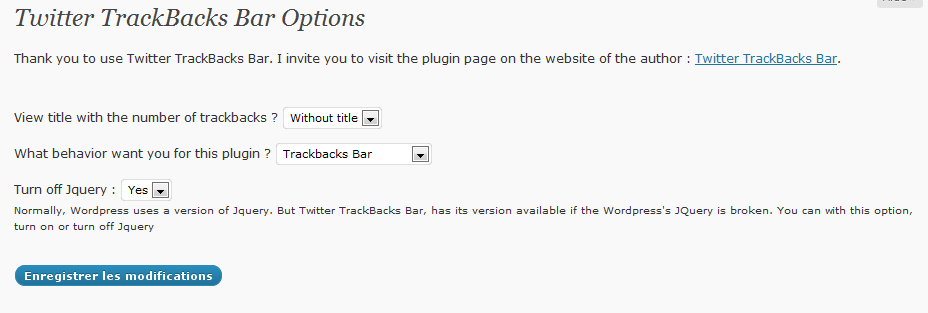 Twitter TrackBacks Bar Options
Thank you to use Twitter TrackBacks Bar. I invite you to visit the plugin page on the website of the author : Twitter TrackBacks Bar.
View title with the number of trackbacks ? Without title
What behavior want you for this plugin ? Trackbacks Bar
Turn off Jquery : Yes
Normally, Wordpress uses a version of Jquery. But Twitter TrackBacks Bar, has its version available if the Wordpress's JQuery is broken. You can with this option,
turn on or turn off Jquery
Enregistrer les modifications